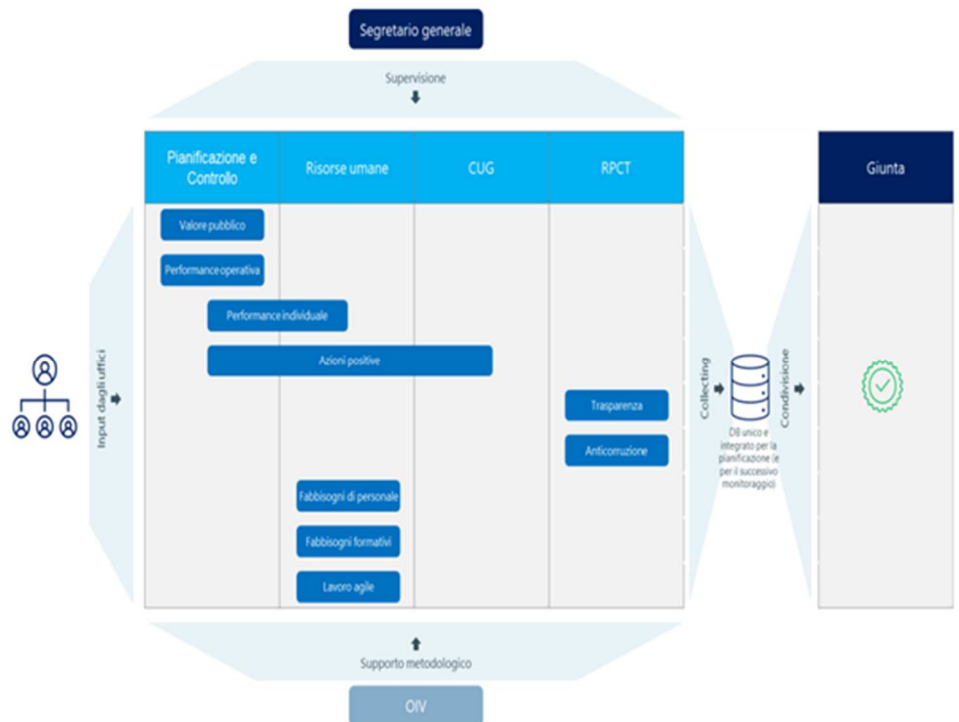 Segretario generale
Supervisione
Pianificazione e
Controllo
Risorse umane
CUG
RPCT
Giunta
Valore pubblico
Performance operativa
Performance individuale
Azioni positive
Trasparenza
Anticorruzione
Fabbisogni di personale
Fabbisogni formativi
Lavoro agile
Input dagli uffici
Collecting
DB unico e
integrato per la
pianificazione (e
per il successivo
monitoraggio)
Condivisione
Supporto metodologico
OIV